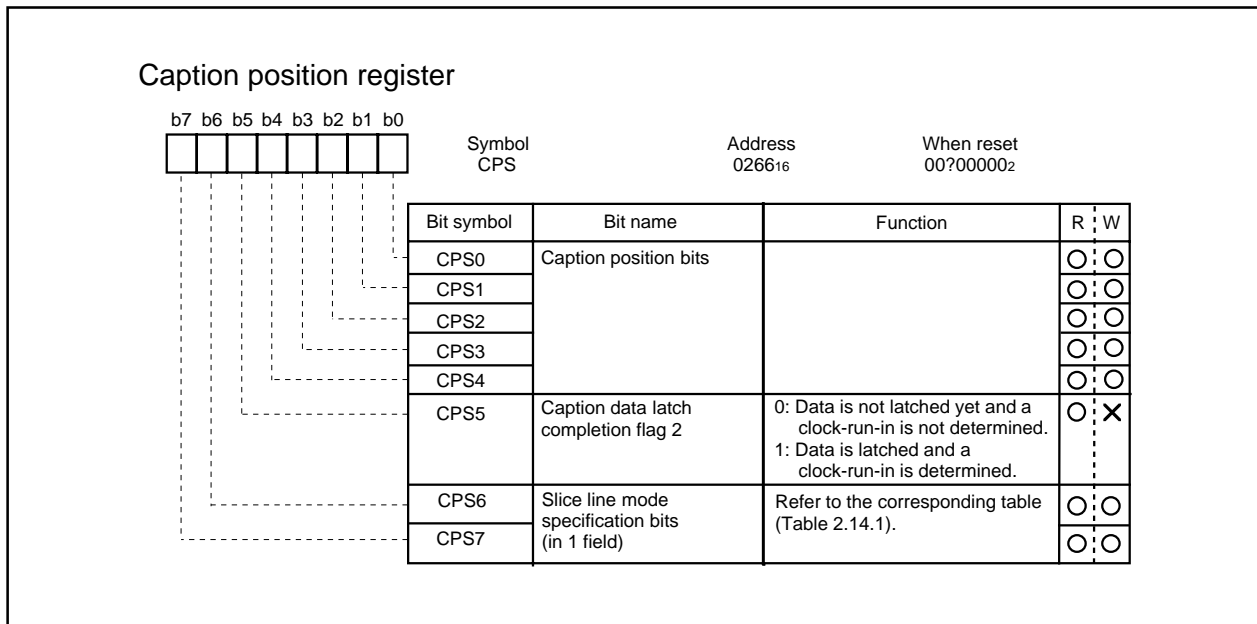 Caption position register
b7 b6 b5 b4 b3 b2 b1 b0
Symbol Address When reset
CPS 026616 00?000002
Bit symbol Bit name Function R W
CPS0 Caption position bits
CPS1
CPS2
CPS3
CPS4
CPS5 Caption data latch 0: Data is not latched yet and a
completion flag 2 clock-run-in is not determined.
1: Data is latched and a
clock-run-in is determined.
CPS6 Slice line mode Refer to the corresponding table
specification bits (Table 2.14.1).
CPS7 (in 1 field)